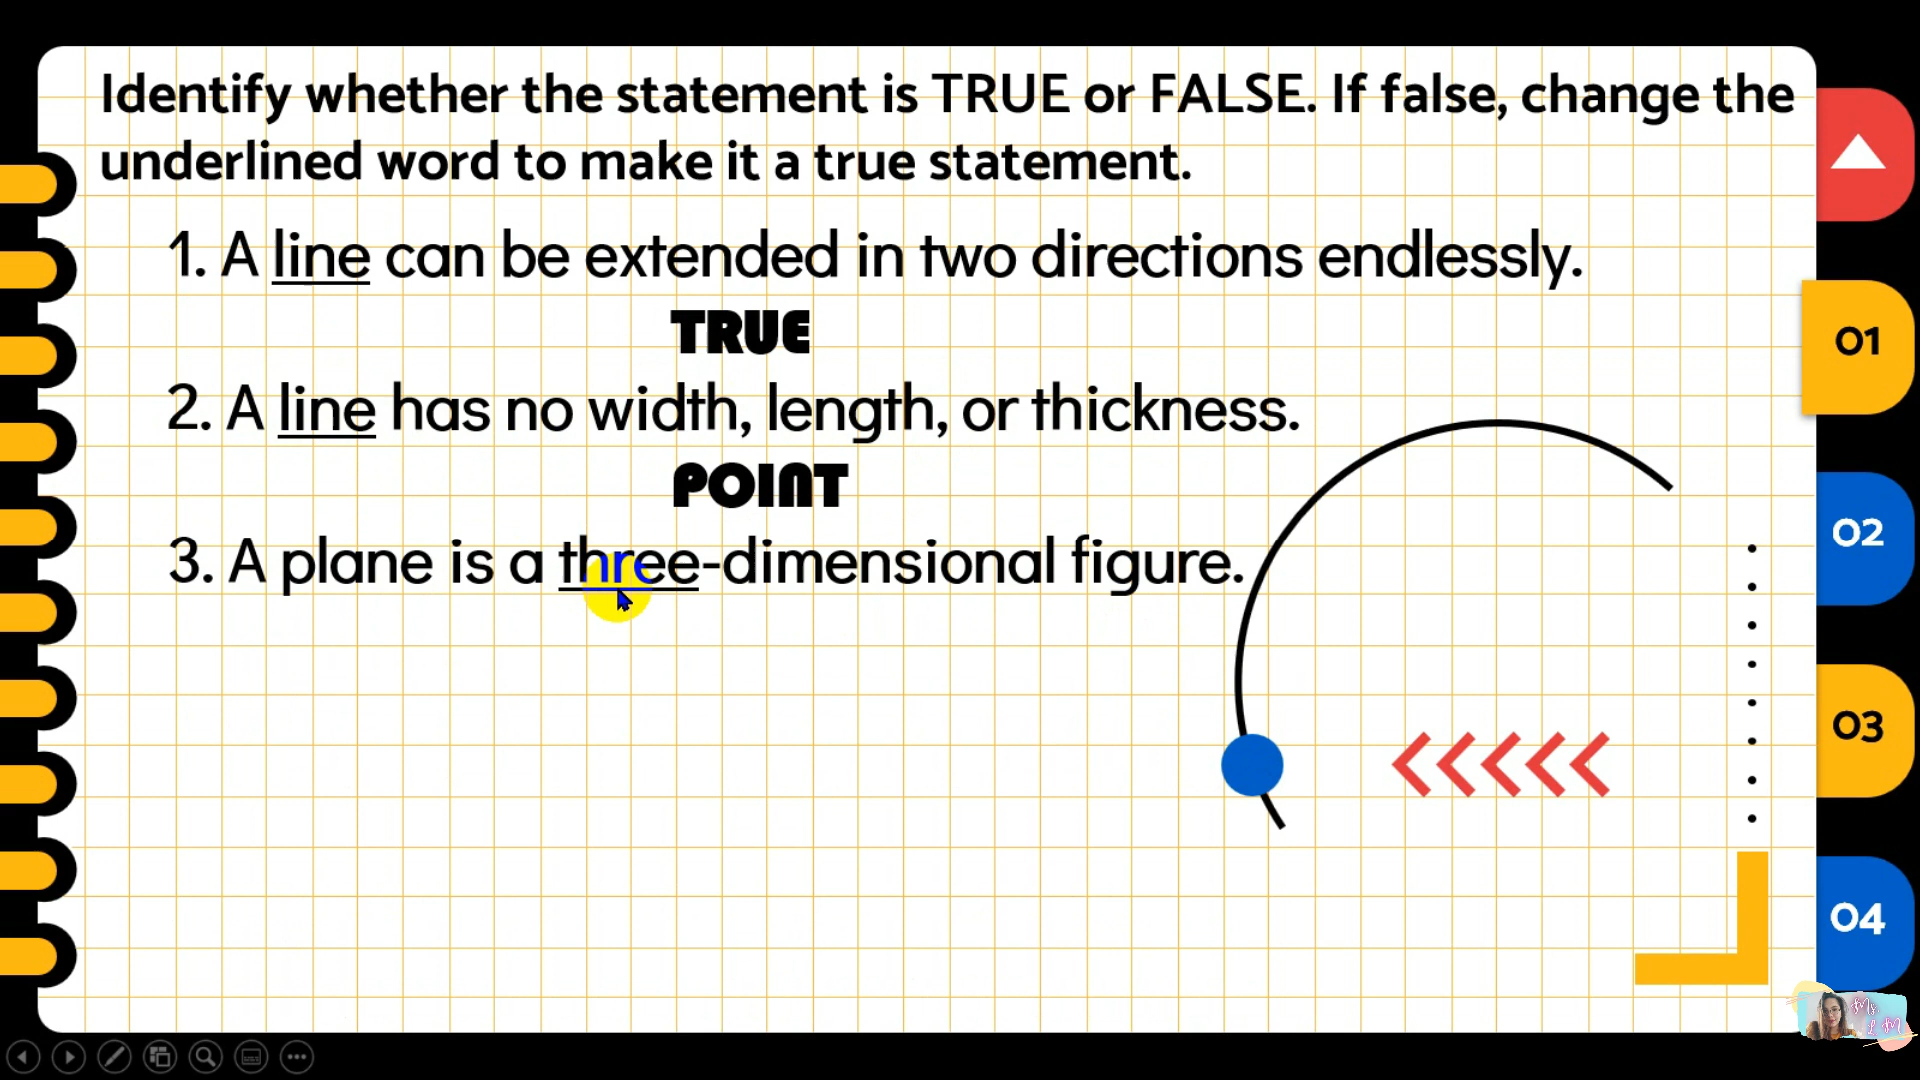 Identify whether the statement is TRUE or FALSE. If false, change the
underlined word to make it a true statement.
1. A line can be extended in two directions endlessly.
TRUE
2. A line has no width, length, or thickness.
POINT
3. A plane is a three-dimensional figure.
01
02
03
04
Ms.
L M